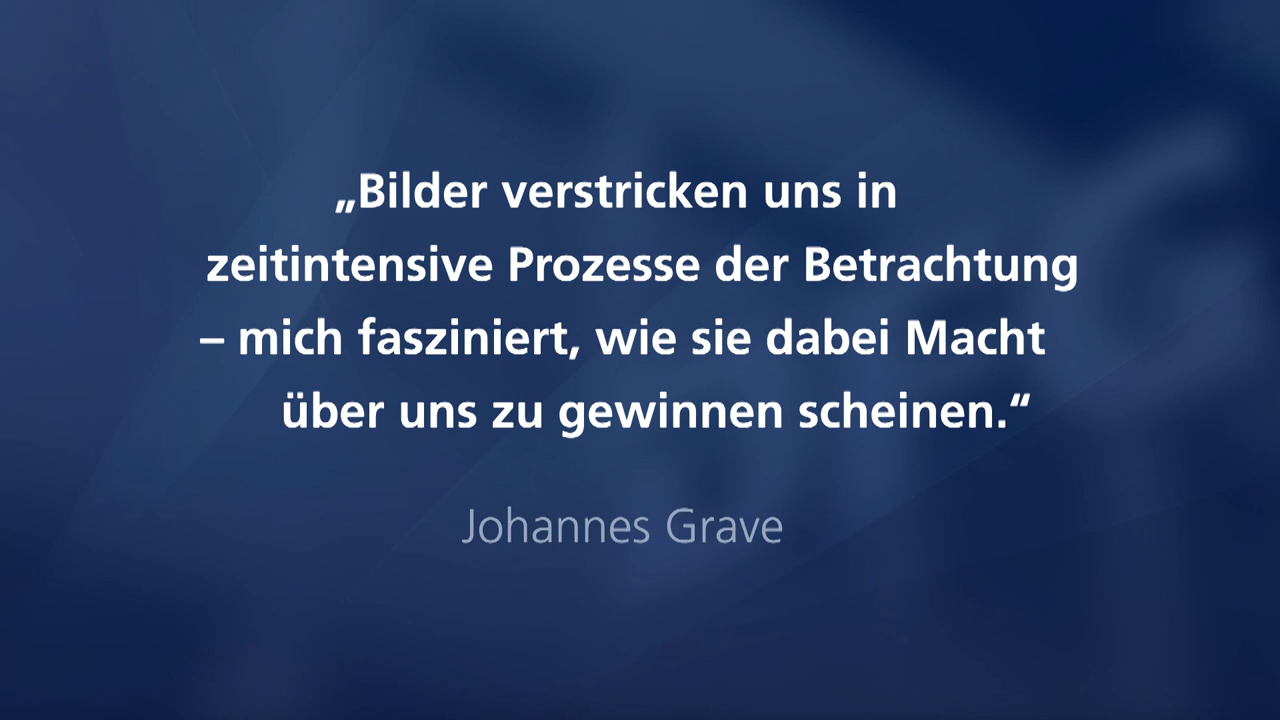 „Bilder verstricken uns in
zeitintensive Prozesse der Betrachtung
– mich fasziniert, wie sie dabei Macht
über uns zu gewinnen scheinen.“
Johannes Grave